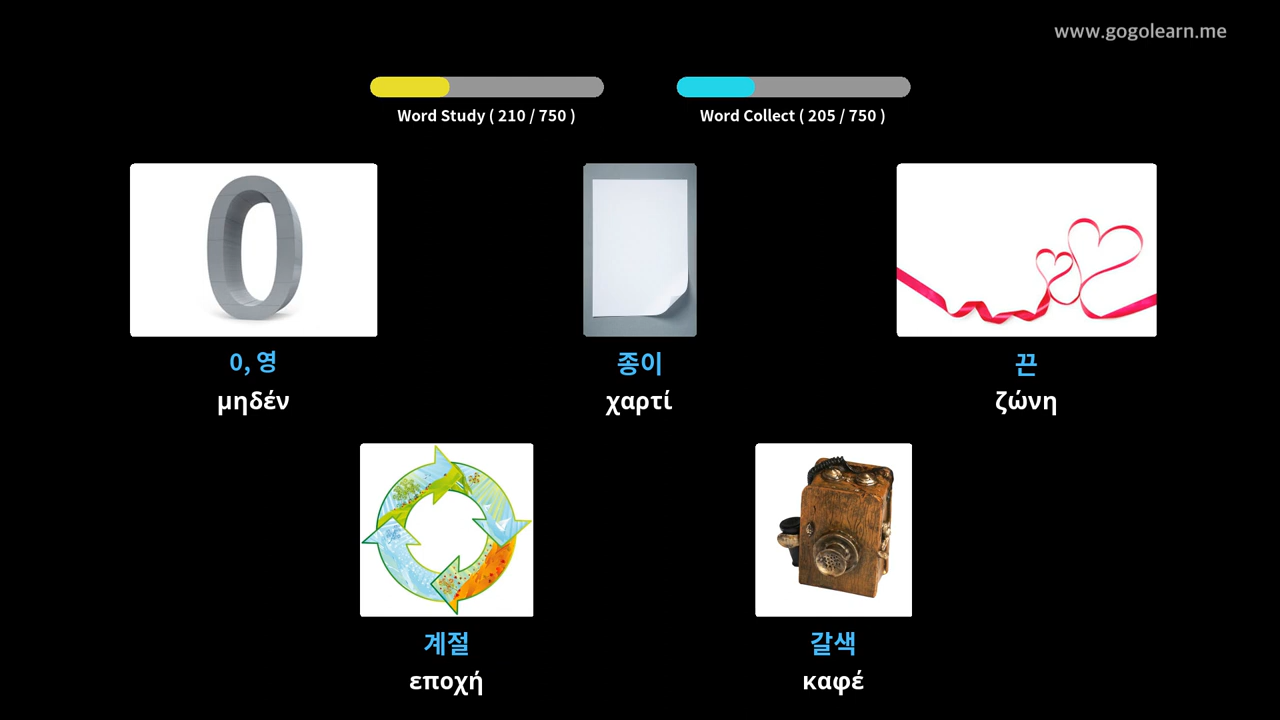 www.gogolearn.me
Word Study ( 210 / 750 )
Word Collect ( 205 / 750 )
0, 영
μηδέν
종이
χαρτί
끈
ζώνη
계절
εποχή
갈색
καφέ